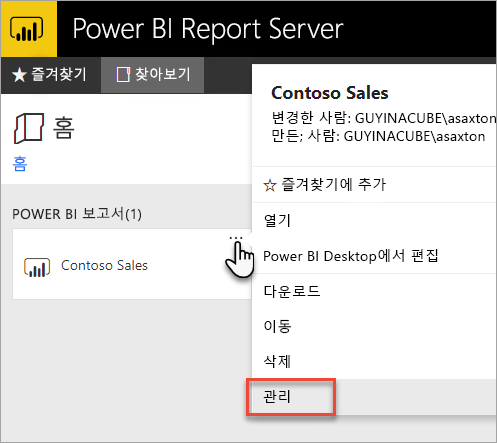 Power BI Report Server
★ 즐겨찾기 찾아보기
홈
홈
POWER BI 보고서(1)
Contoso Sales
...
Contoso Sales
변경한 사람: GUYINACUBE\asaxton
만든; 사람: GUYINACUBE\asaxton
☆ 즐겨찾기에 추가
열기
Power BI Desktop에서 편집
다운로드
이동
삭제
관리